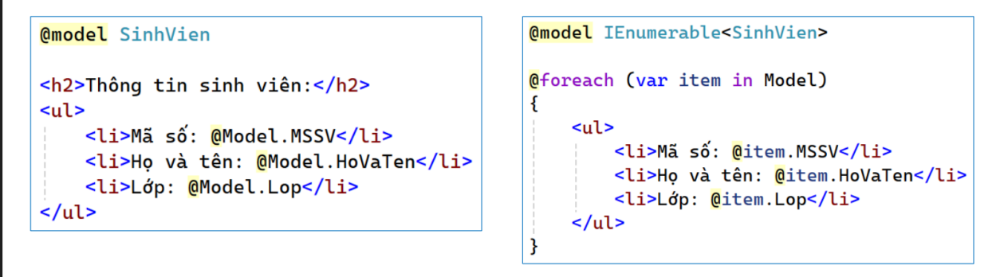 @model SinhVien
<h2>Thông tin sinh viên:</h2>
<ul>
<li>Mã số: @Model.MSSV</li>
<li>Họ và tên: @Model.HoVaTen</li>
<li>Lớp: @Model.Lop</li>
</ul>
@model IEnumerable<SinhVien>
@foreach (var item in Model)
{
<ul>
<li>Mã số: @item.MSSV</li>
<li>Họ và tên: @item.HoVaTen</li>
<li>Lớp: @item.Lop</li>
</ul>
}